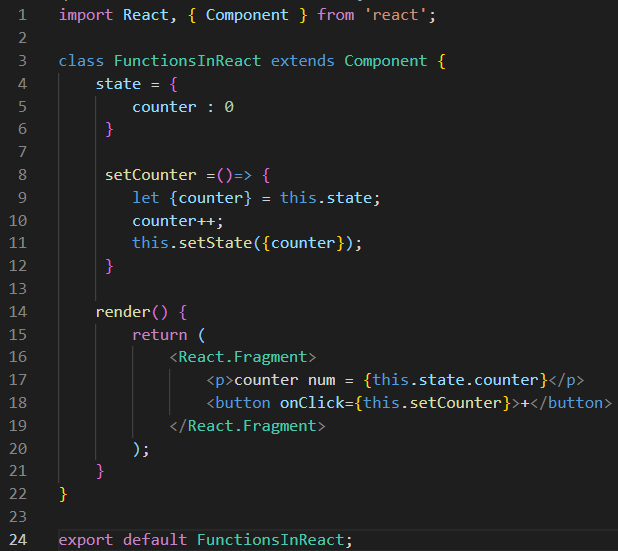 1 import React, { Component } from 'react';
2
3 class FunctionsInReact extends Component {
4 state = {
5 counter : 0
6 }
7
8 setCounter =()=> {
9 let {counter} = this.state;
10 counter++;
11 this.setState({counter});
12 }
13
14 render() {
15 return (
16 <React.Fragment>
17 <p>counter num = {this.state.counter}</p>
18 <button onClick={this.setCounter}>+</button>
19 </React.Fragment>
20 );
21 }
22 }
23
24 export default FunctionsInReact;